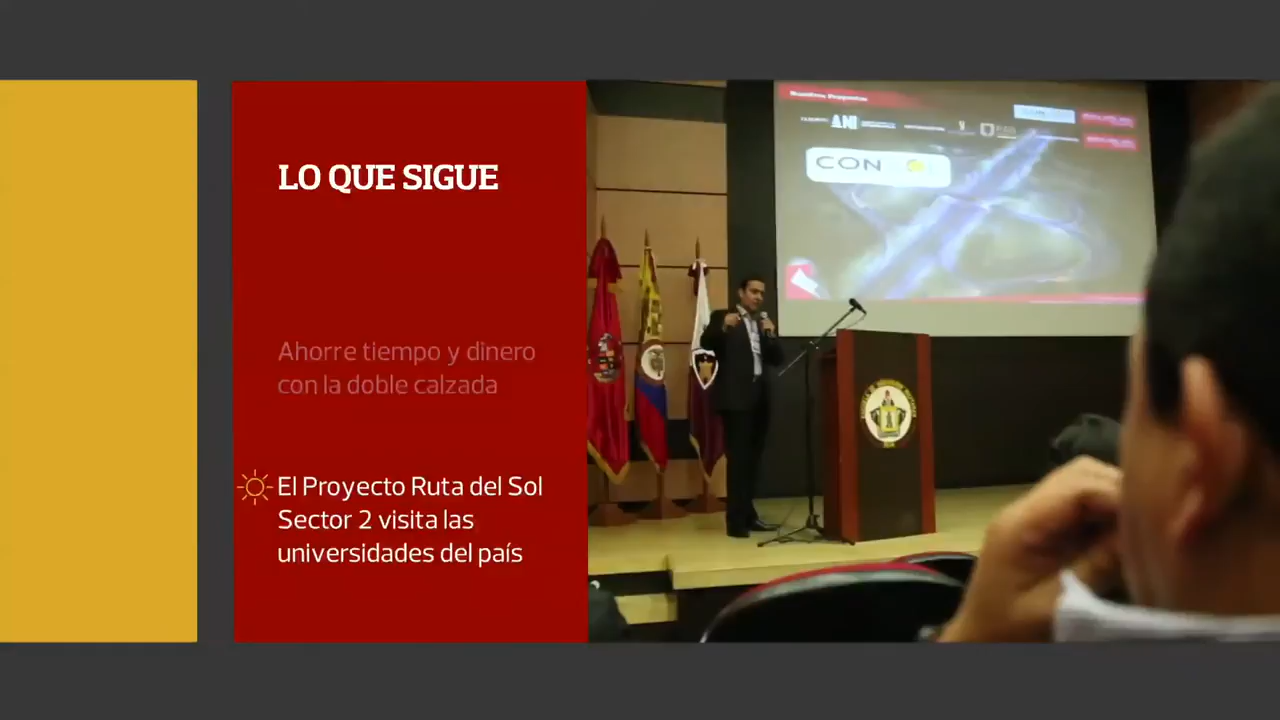 LO QUE SIGUE
Ahorre tiempo y dinero
con la doble calzada
El Proyecto Ruta del Sol
Sector 2 visita las
universidades del país
ANI